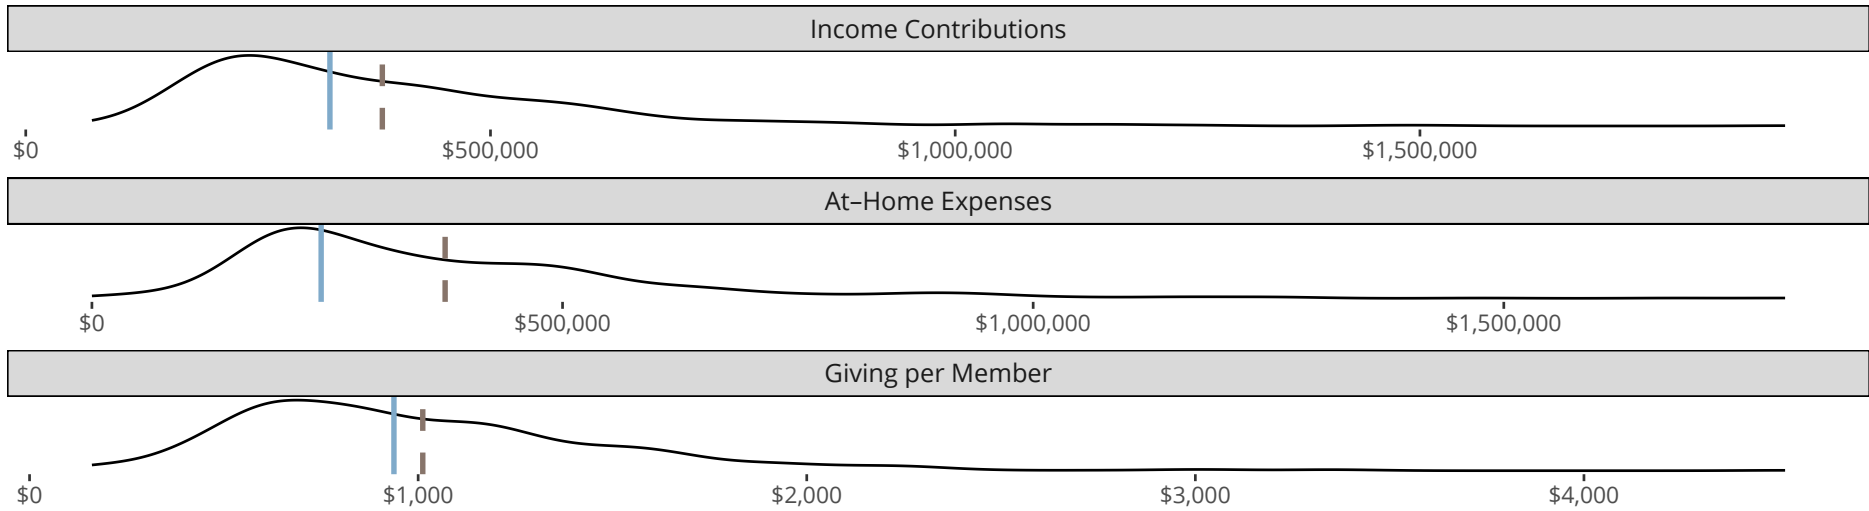 Income Contributions
$0 $500,000 $1,000,000 $1,500,000
At–Home Expenses
$0 $500,000 $1,000,000 $1,500,000
Giving per Member
$0 $1,000 $2,000 $3,000 $4,000